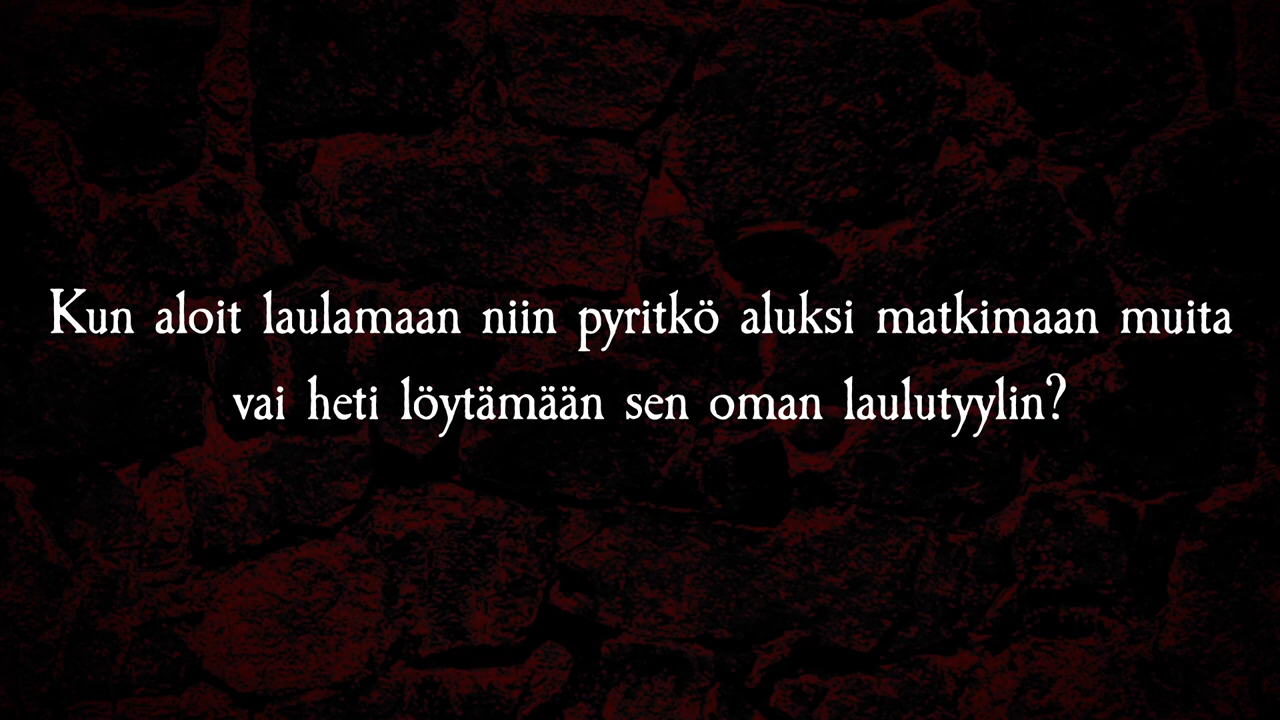 Kun aloit laulamaan niin pyritkö aluksi matkimaan muita
vai heti löytämään sen oman laulutyylin?